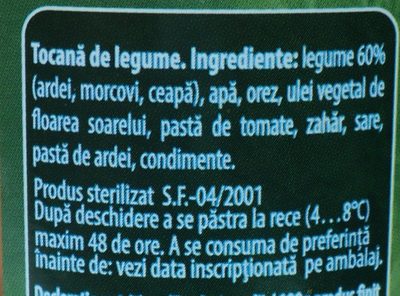 Tocană de legume. Ingrediente: legume 60%
(ardei, morcovi, ceapă), apă, orez, ulei vegetal de
floarea soarelui, pastă de tomate, zahăr, sare,
pastă de ardei, condimente.
Produs sterilizat S.F.-04/2001
După deschidere a se păstra la rece (4...8°C)
maxim 48 de ore. A se consuma de preferință
înainte de: vezi data inscripționată pe ambalaj.